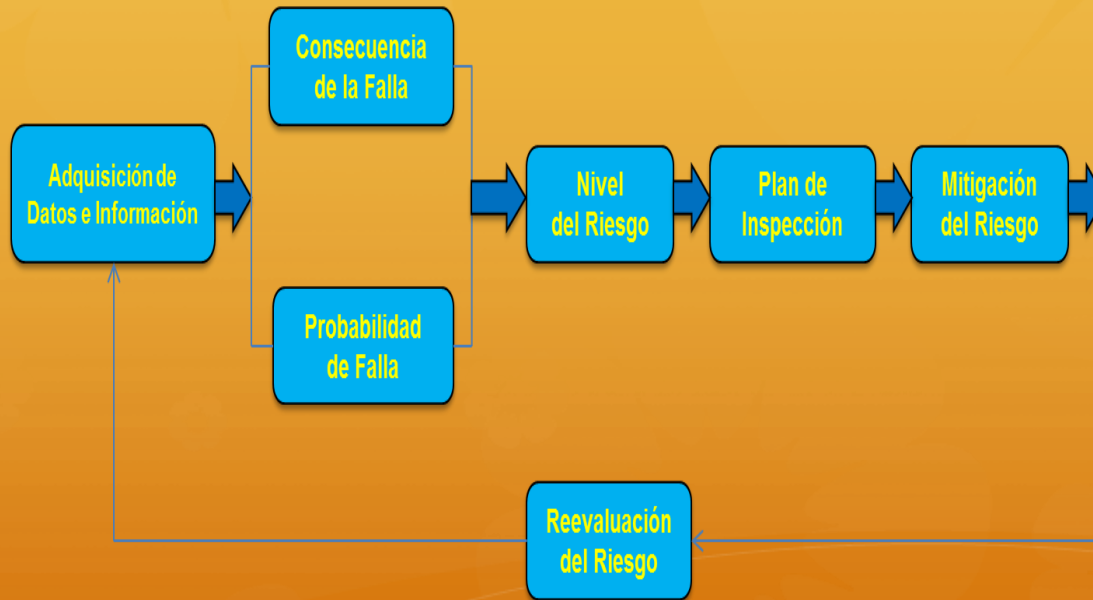 Consecuencia
de la Falla
Adquisición de
Datos e Información
Nivel
del Riesgo
Plan de
Inspección
Mitigación
del Riesgo
Probabilidad
de Falla
Reevaluación
del Riesgo